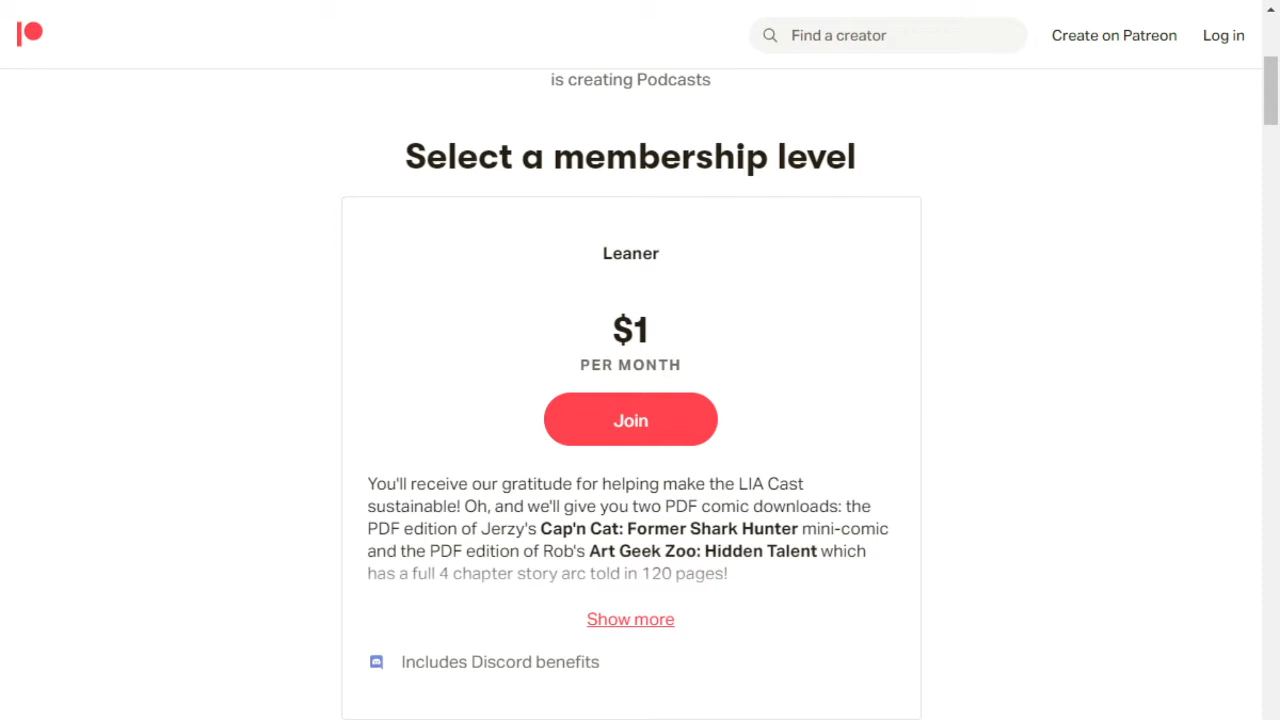 Find a creator
Create on Patreon
Log in
is creating Podcasts
Select a membership level
Leaner
$1
PER MONTH
Join
You'll receive our gratitude for helping make the LIA Cast
sustainable! Oh, and we'll give you two PDF comic downloads: the
PDF edition of Jerzy's Cap'n Cat: Former Shark Hunter mini-comic
and the PDF edition of Rob's Art Geek Zoo: Hidden Talent which
has a full 4 chapter story arc told in 120 pages!
Show more
Includes Discord benefits